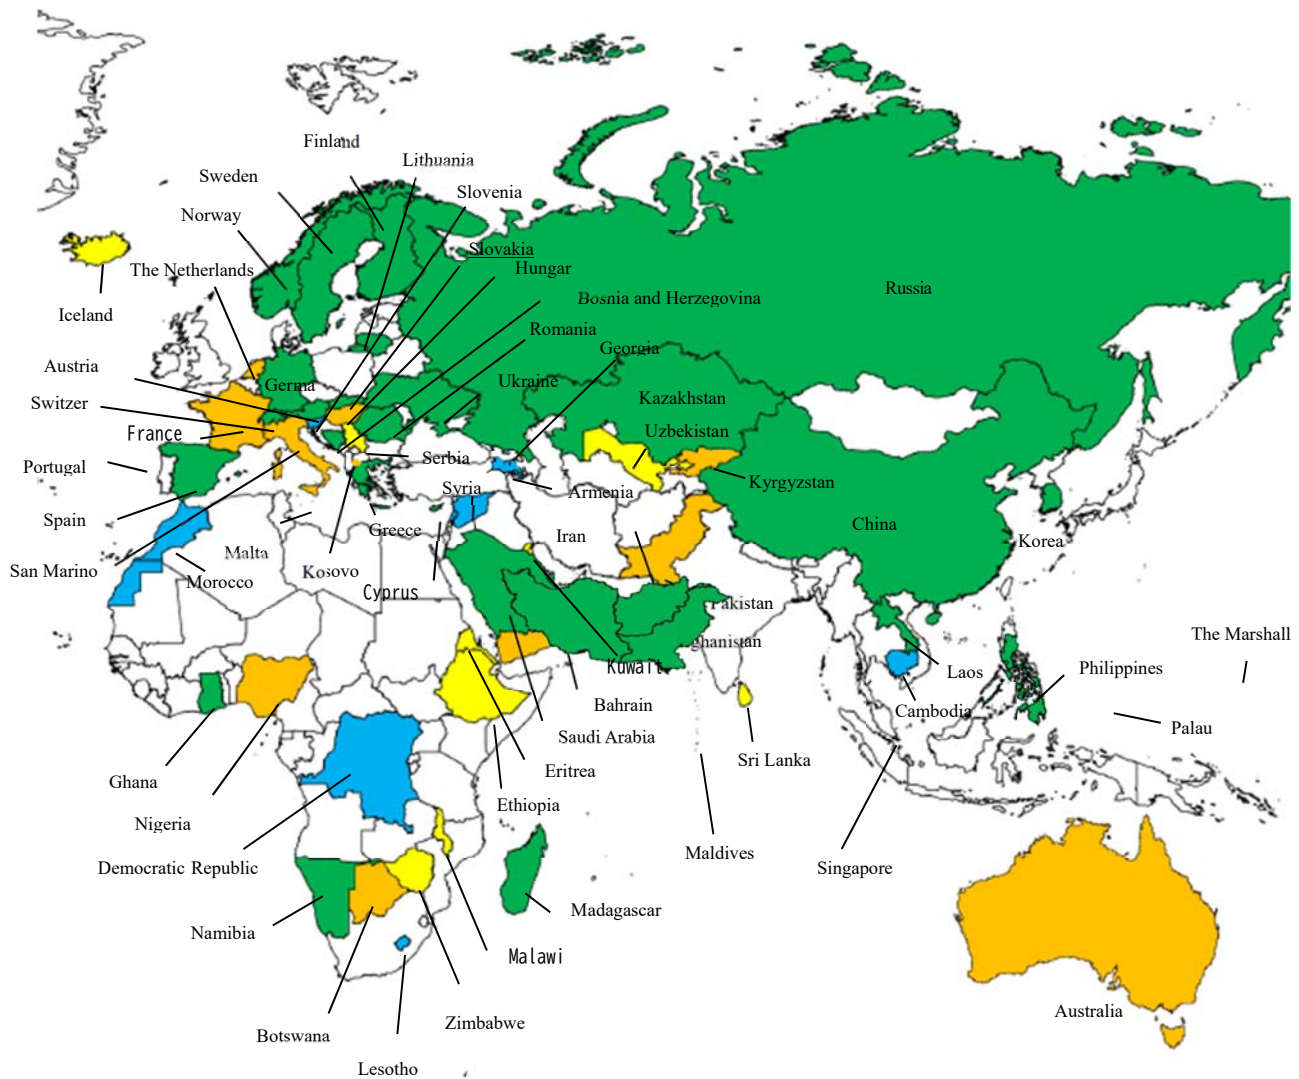 Finland
Lithuania
Sweden
Slovenia
Norway
Slovakia
The Netherlands
Hungar
Russia
Bosnia and Herzegovina
Iceland
Romania
Georgia
Austria
Germa
Ukraine
Kazakhstan
Switzer
France
Uzbekistan
Serbia
Portugal
Kyrgyzstan
Syria
Armenia
Spain
China
Greece
Iran
Korea
Malta
San Marino
Kosovo
Morocco
Cyprus
Pakistan
The Marshall
ghanistan
Kuwait
Laos
Philippines
Bahrain
Cambodia
Palau
Saudi Arabia
Sri Lanka
Eritrea
Ghana
Ethiopia
Nigeria
Maldives
Democratic Republic
Singapore
Madagascar
Namibia
Malawi
Australia
Zimbabwe
Botswana
Lesotho